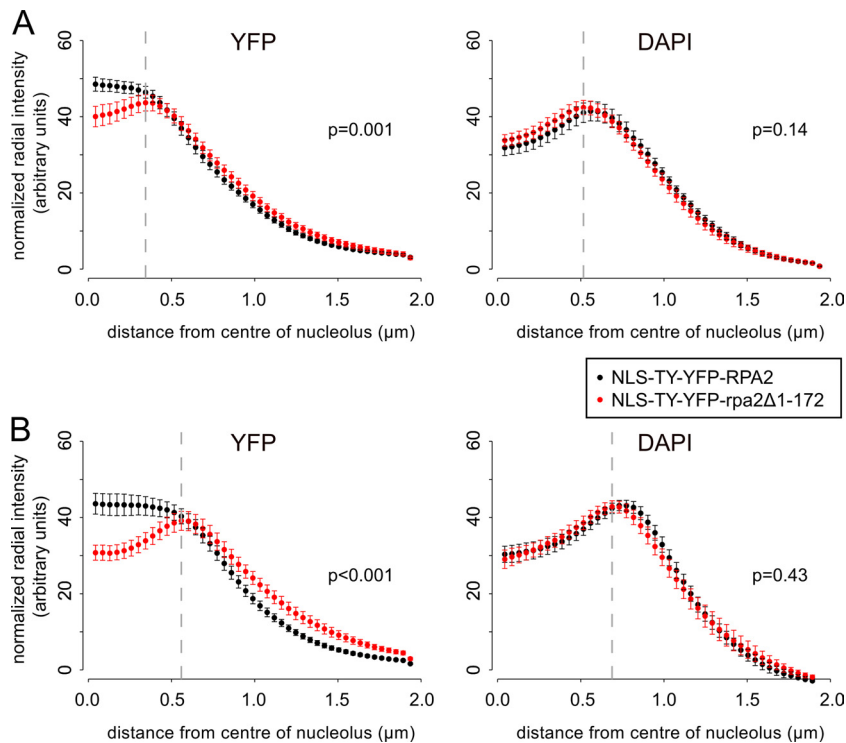 A
YFP
normalized radial intensity
(arbitrary units)
60
40
20
0
p=0.001
0.0 0.5 1.0 1.5 2.0
distance from centre of nucleolus (µm)
DAPI
60
40
20
0
p=0.14
0.0 0.5 1.0 1.5 2.0
distance from centre of nucleolus (µm)
NLS-TY-YFP-RPA2
NLS-TY-YFP-rpa2Δ1-172
B
YFP
normalized radial intensity
(arbitrary units)
60
40
20
0
p<0.001
0.0 0.5 1.0 1.5 2.0
distance from centre of nucleolus (µm)
DAPI
60
40
20
0
p=0.43
0.0 0.5 1.0 1.5 2.0
distance from centre of nucleolus (µm)